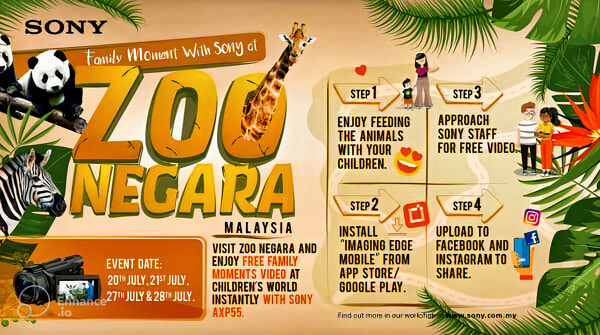 SONY
Family Moment With Sony at
ZOO
NEGARA
MALAYSIA
EVENT DATE:
20TH JULY, 21ST JULY,
27TH JULY & 28TH JULY.
VISIT ZOO NEGARA AND
ENJOY FREE FAMILY
MOMENTS VIDEO AT
CHILDREN'S WORLD
INSTANTLY WITH SONY
AXP55.
STEP 1
ENJOY FEEDING
THE ANIMALS
WITH YOUR
CHILDREN.
STEP 2
INSTALL
"IMAGING EDGE
MOBILE" FROM
APP STORE/
GOOGLE PLAY.
STEP 3
APPROACH
SONY STAFF
FOR FREE VIDEO.
STEP 4
UPLOAD TO
FACEBOOK AND
INSTAGRAM TO
SHARE.
Find out more in our workshop at www.sony.com.my
Enhance
.io